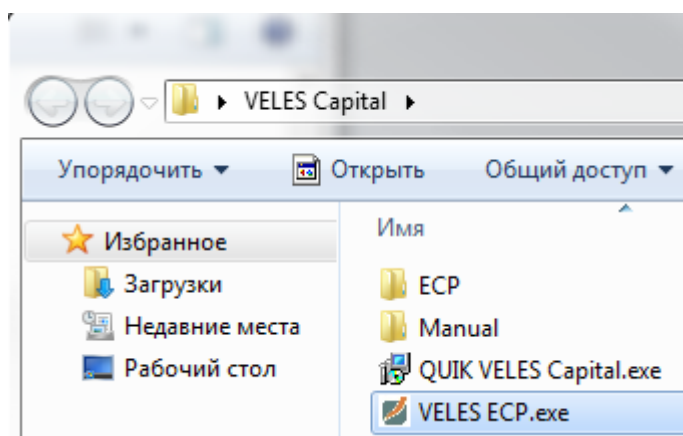 VELES Capital
Упорядочить Открыть Общий доступ
Избранное
Загрузки
Недавние места
Рабочий стол
Имя
ECP
Manual
QUIK VELES Capital.exe
VELES ECP.exe